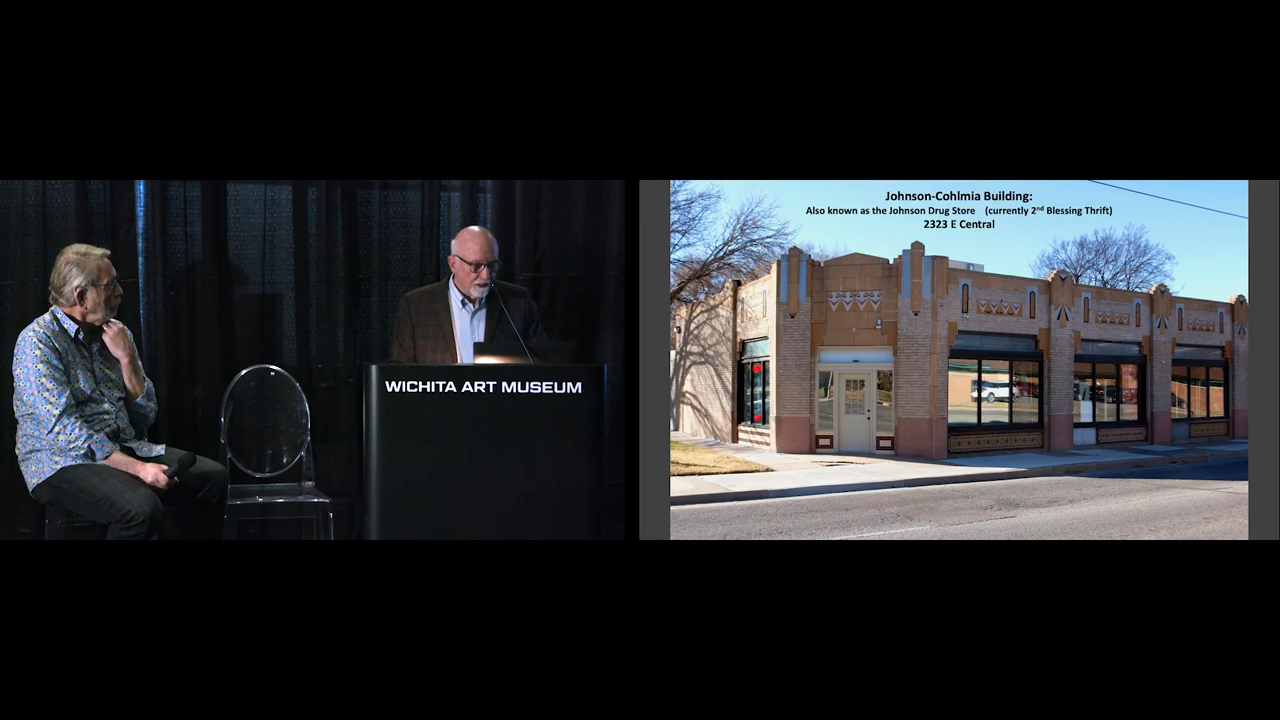 WICHITA ART MUSEUM
Johnson-Cohlmia Building:
Also known as the Johnson Drug Store (currently 2nd Blessing Thrift)
2323 E Central